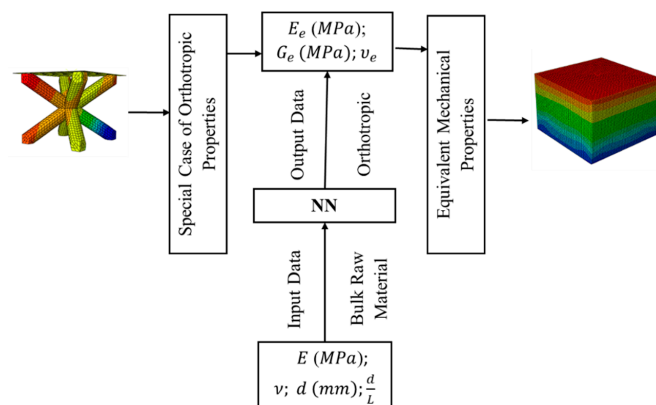 Special Case of Orthotropic
Properties
E_e (MPa);
G_e (MPa); υ_e
Output Data
Orthotropic
NN
Input Data
Bulk Raw
Material
E (MPa);
ν; d (mm); d/L
Equivalent Mechanical
Properties